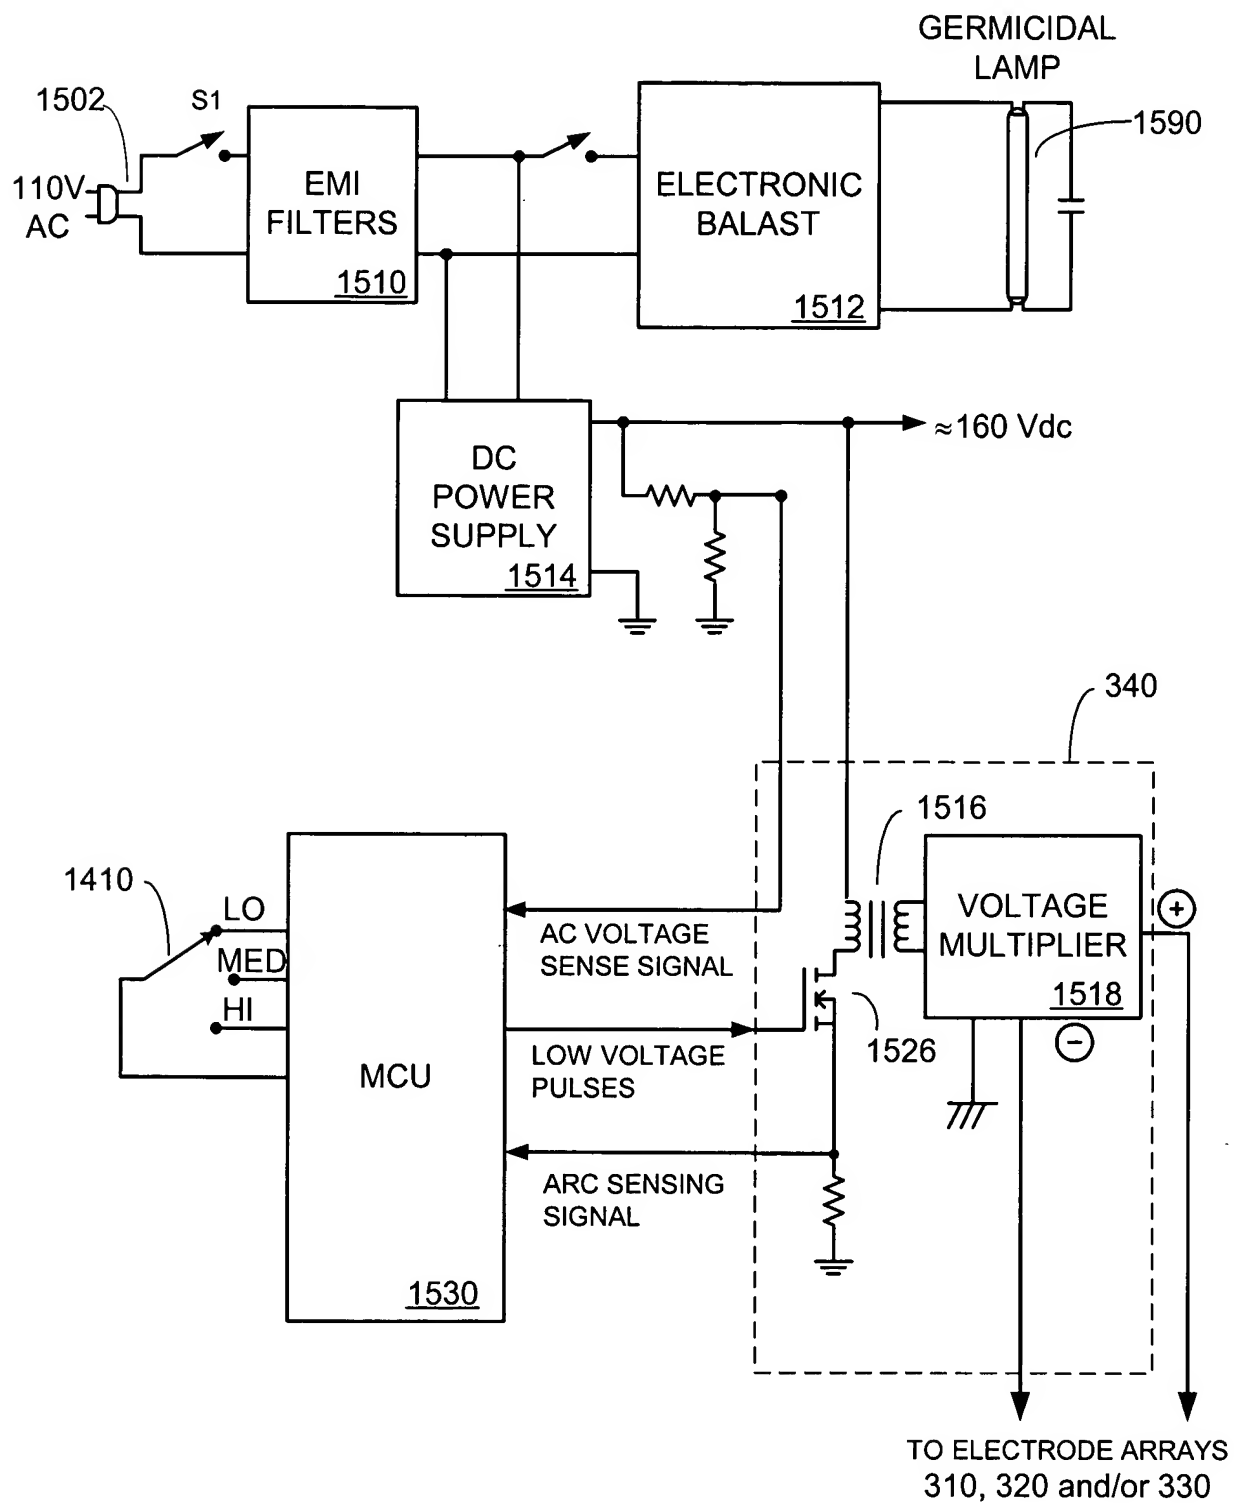 GERMICIDAL
LAMP
1502
S1
1590
110V
AC
EMI
FILTERS
1510
ELECTRONIC
BALAST
1512
≈160 Vdc
DC
POWER
SUPPLY
1514
340
1516
1410
LO
MED
HI
AC VOLTAGE
SENSE SIGNAL
VOLTAGE
MULTIPLIER
1518
+
−
1526
LOW VOLTAGE
PULSES
MCU
ARC SENSING
SIGNAL
1530
TO ELECTRODE ARRAYS
310, 320 and/or 330